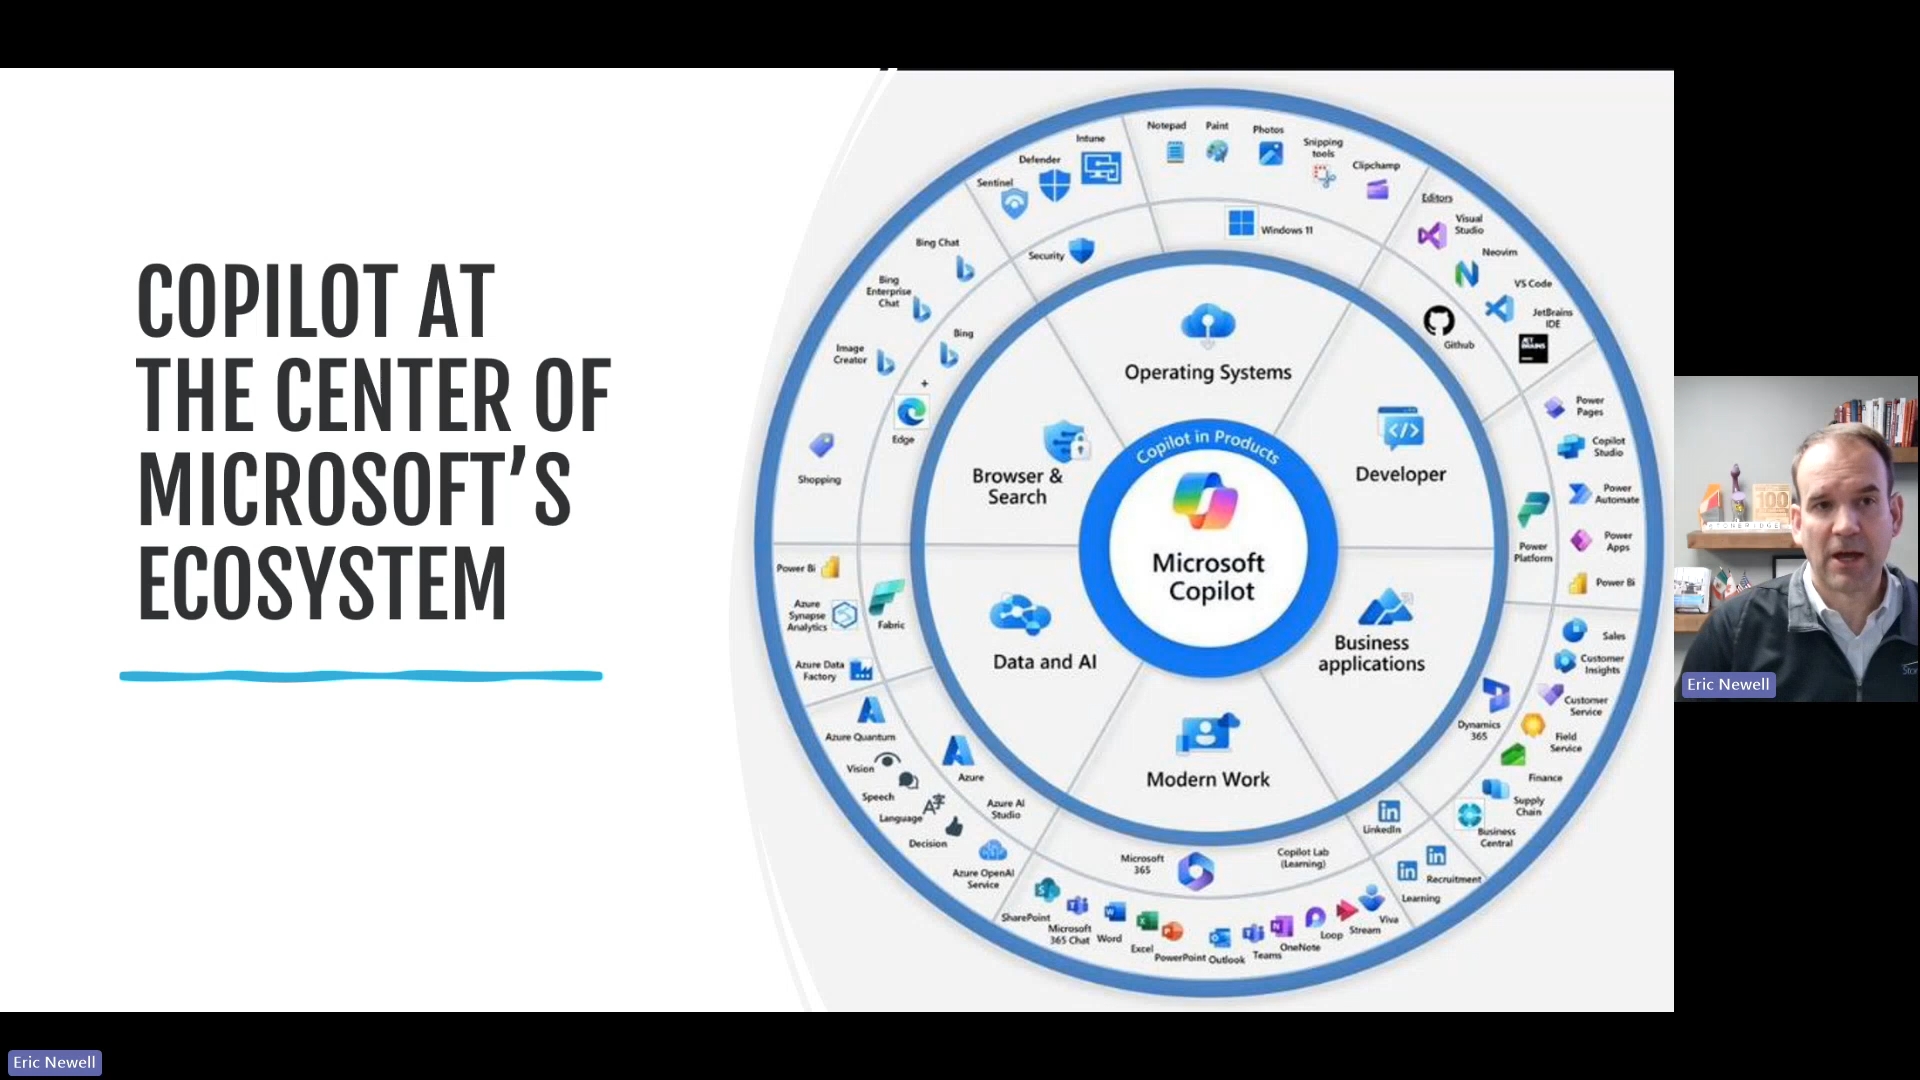 COPILOT AT
THE CENTER OF
MICROSOFT’S
ECOSYSTEM
Copilot in Products
Microsoft
Copilot
Operating Systems
Developer
Business
applications
Modern Work
Data and AI
Browser &
Search
Windows 11
Notepad
Paint
Photos
Snipping
tools
Clipchamp
Editors
Visual
Studio
Neovim
VS Code
JetBrains
IDE
JET
BRAINS
Github
Power
Pages
Copilot
Studio
Power
Automate
Power
Apps
Power Bi
Power
Platform
Sales
Customer
Insights
Customer
Service
Field
Service
Finance
Supply
Chain
Business
Central
Dynamics
365
LinkedIn
Recruitment
Learning
Copilot Lab
(Learning)
Microsoft
365
Viva
Stream
Loop
OneNote
Teams
Outlook
PowerPoint
Excel
Word
Microsoft
365 Chat
SharePoint
Azure OpenAI
Service
Decision
Language
Speech
Vision
Azure Quantum
Azure
Azure AI
Studio
Azure Data
Factory
Azure
Synapse
Analytics
Power Bi
Fabric
Shopping
Image
Creator
Bing
Enterprise
Chat
Bing Chat
Bing
+
Edge
Security
Sentinel
Defender
Intune
100
STONERIDGE
Eric Newell
Eric Newell